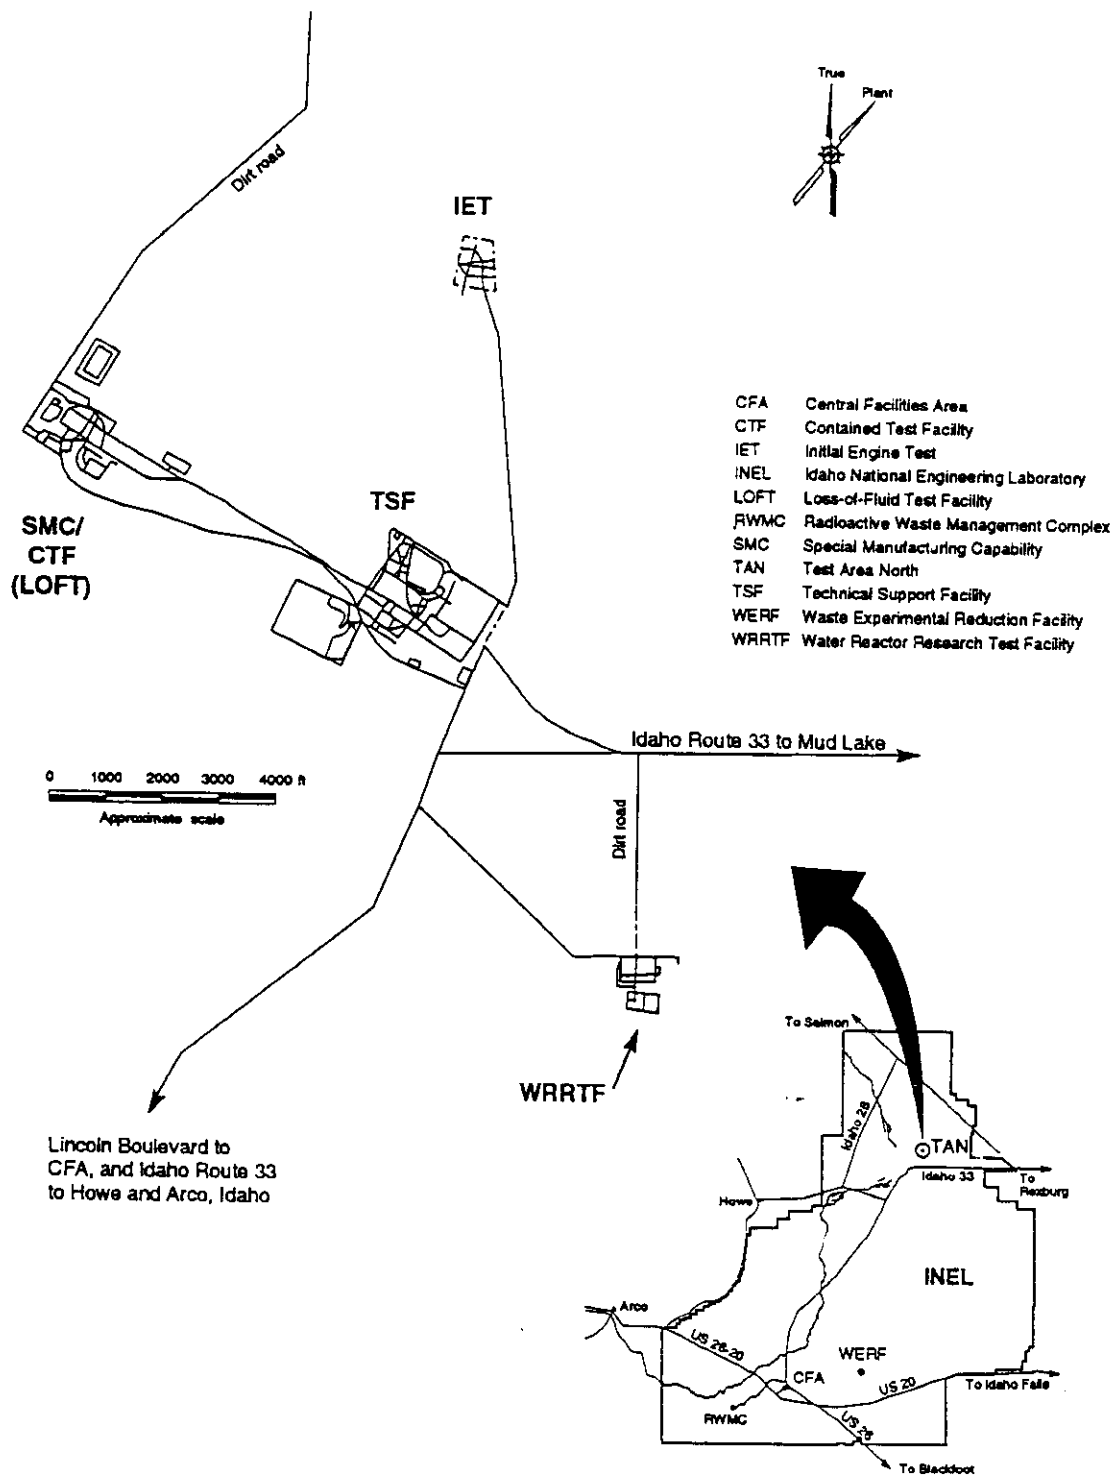 True
Plant
Dirt road
IET
CFA Central Facilities Area
CTF Contained Test Facility
IET Initial Engine Test
INEL Idaho National Engineering Laboratory
LOFT Loss-of-Fluid Test Facility
RWMC Radioactive Waste Management Complex
SMC Special Manufacturing Capability
TAN Test Area North
TSF Technical Support Facility
WERF Waste Experimental Reduction Facility
WRRTF Water Reactor Research Test Facility
TSF
SMC/
CTF
(LOFT)
Idaho Route 33 to Mud Lake
0 1000 2000 3000 4000 ft
Approximate scale
Dirt road
WRRTF
Lincoln Boulevard to
CFA, and Idaho Route 33
to Howe and Arco, Idaho
To Salmon
Idaho 28
TAN
Idaho 33
To
Rexburg
Howe
INEL
Arco
US 26-20
WERF
CFA
US 20
To Idaho Falls
RWMC
US 26
To Blackfoot